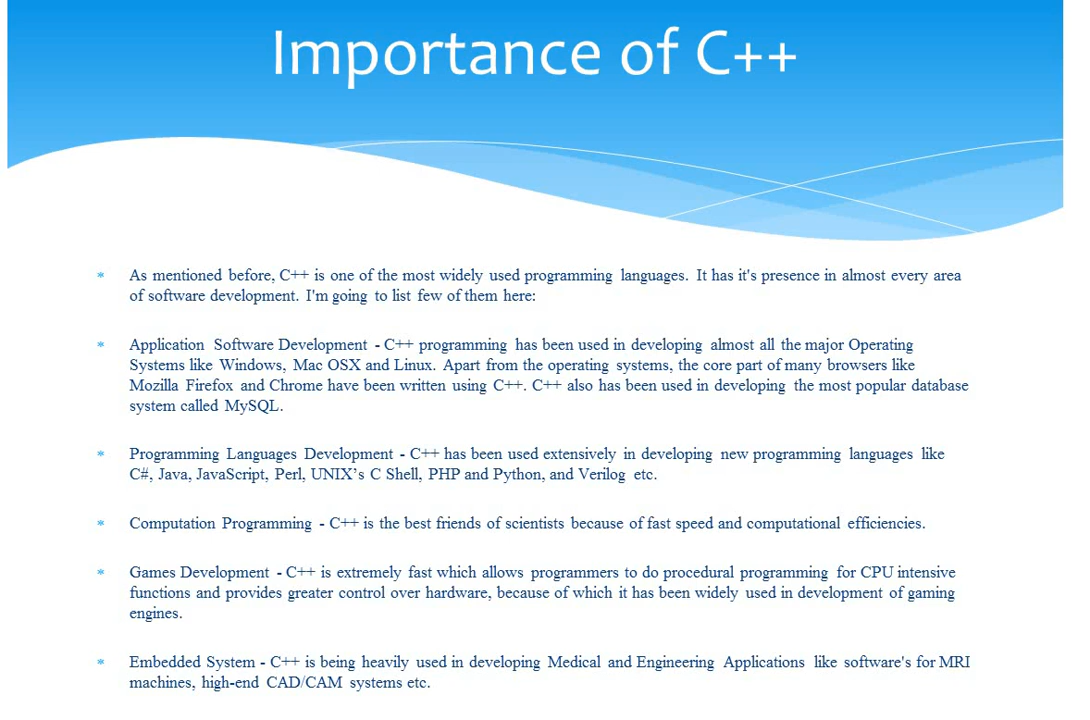 Importance of C++
* As mentioned before, C++ is one of the most widely used programming languages. It has it's presence in almost every area
of software development. I'm going to list few of them here:
* Application Software Development - C++ programming has been used in developing almost all the major Operating
Systems like Windows, Mac OSX and Linux. Apart from the operating systems, the core part of many browsers like
Mozilla Firefox and Chrome have been written using C++. C++ also has been used in developing the most popular database
system called MySQL.
* Programming Languages Development - C++ has been used extensively in developing new programming languages like
C#, Java, JavaScript, Perl, UNIX’s C Shell, PHP and Python, and Verilog etc.
* Computation Programming - C++ is the best friends of scientists because of fast speed and computational efficiencies.
* Games Development - C++ is extremely fast which allows programmers to do procedural programming for CPU intensive
functions and provides greater control over hardware, because of which it has been widely used in development of gaming
engines.
* Embedded System - C++ is being heavily used in developing Medical and Engineering Applications like software's for MRI
machines, high-end CAD/CAM systems etc.